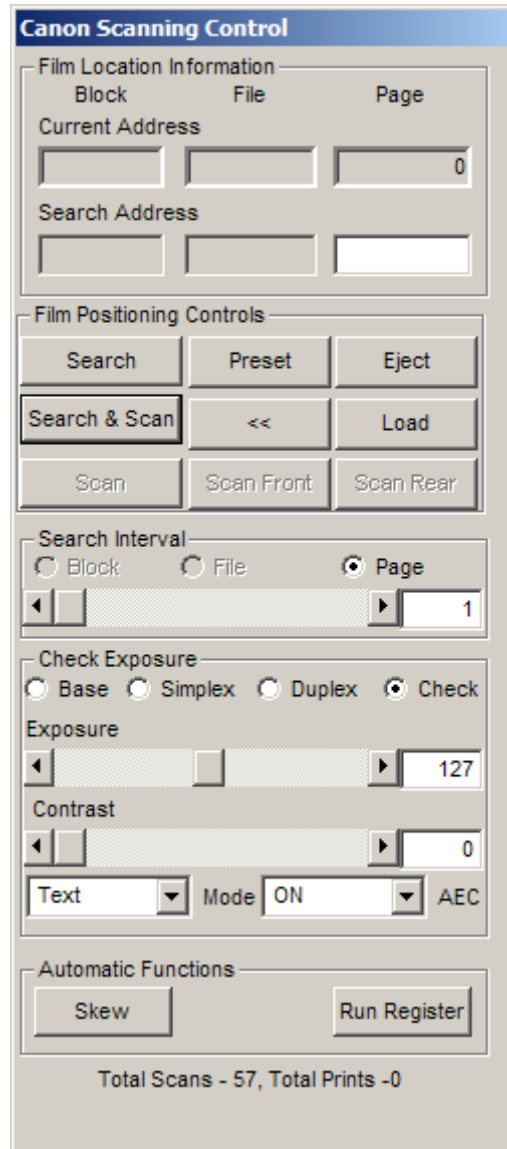 Canon Scanning Control
Film Location Information
Block File Page
Current Address
0
Search Address
Film Positioning Controls
Search Preset Eject
Search & Scan << Load
Scan Scan Front Scan Rear
Search Interval
Block File Page
1
Check Exposure
Base Simplex Duplex Check
Exposure
127
Contrast
0
Text Mode ON AEC
Automatic Functions
Skew Run Register
Total Scans - 57, Total Prints -0